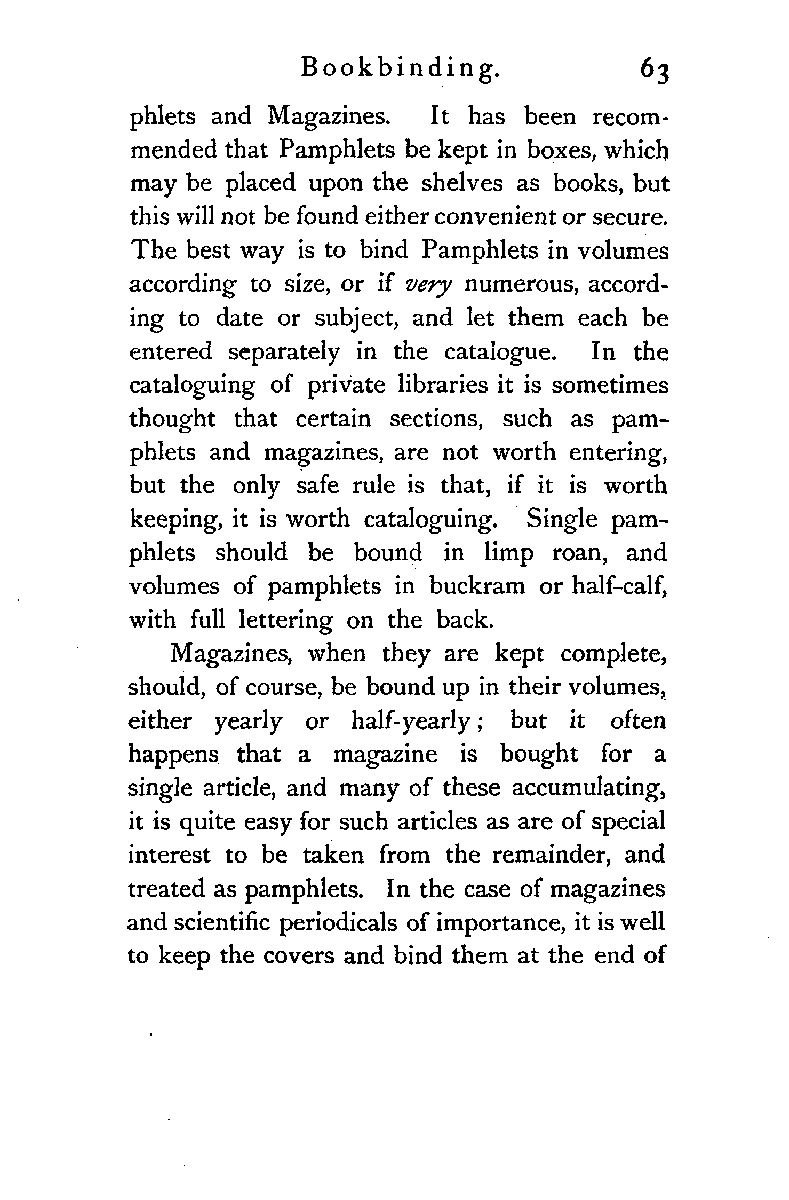 Bookbinding. 63
phlets and Magazines. It has been recom-
mended that Pamphlets be kept in boxes, which
may be placed upon the shelves as books, but
this will not be found either convenient or secure.
The best way is to bind Pamphlets in volumes
according to size, or if very numerous, accord-
ing to date or subject, and let them each be
entered separately in the catalogue. In the
cataloguing of private libraries it is sometimes
thought that certain sections, such as pam-
phlets and magazines, are not worth entering,
but the only safe rule is that, if it is worth
keeping, it is worth cataloguing. Single pam-
phlets should be bound in limp roan, and
volumes of pamphlets in buckram or half-calf,
with full lettering on the back.
Magazines, when they are kept complete,
should, of course, be bound up in their volumes,
either yearly or half-yearly; but it often
happens that a magazine is bought for a
single article, and many of these accumulating,
it is quite easy for such articles as are of special
interest to be taken from the remainder, and
treated as pamphlets. In the case of magazines
and scientific periodicals of importance, it is well
to keep the covers and bind them at the end of